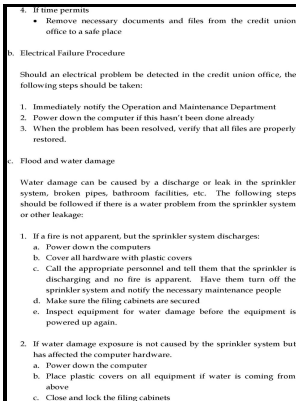 4. If time permits
• Remove necessary documents and files from the credit union
office to a safe place
b. Electrical Failure Procedure
Should an electrical problem be detected in the credit union office, the
following steps should be taken:
1. Immediately notify the Operation and Maintenance Department
2. Power down the computer if this hasn't been done already
3. When the problem has been resolved, verify that all files are properly
restored.
c. Flood and water damage
Water damage can be caused by a discharge or leak in the sprinkler
system, broken pipes, bathroom facilities, etc. The following steps
should be followed if there is a water problem from the sprinkler system
or other leakage:
1. If a fire is not apparent, but the sprinkler system discharges:
a. Power down the computers
b. Cover all hardware with plastic covers
c. Call the appropriate personnel and tell them that the sprinkler is
discharging and no fire is apparent. Have them turn off the
sprinkler system and notify the necessary maintenance people
d. Make sure the filing cabinets are secured
e. Inspect equipment for water damage before the equipment is
powered up again.
2. If water damage exposure is not caused by the sprinkler system but
has affected the computer hardware.
a. Power down the computer
b. Place plastic covers on all equipment if water is coming from
above
c. Close and lock the filing cabinets